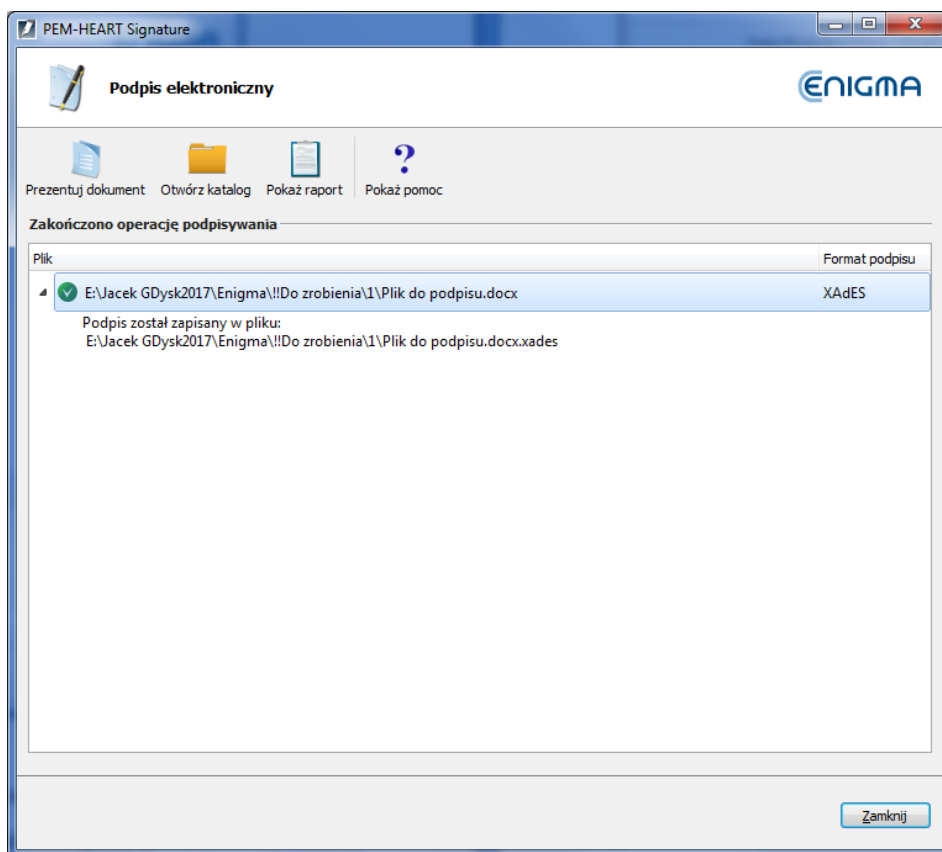 PEM-HEART Signature
Podpis elektroniczny
ENIGMA
Prezentuj dokument Otwórz katalog Pokaż raport Pokaż pomoc
Zakończono operację podpisywania
Plik Format podpisu
E:\Jacek GDysk2017\Enigma\!!Do zrobienia\1\Plik do podpisu.docx XAdES
Podpis został zapisany w pliku:
E:\Jacek GDysk2017\Enigma\!!Do zrobienia\1\Plik do podpisu.docx.xades
Zamknij